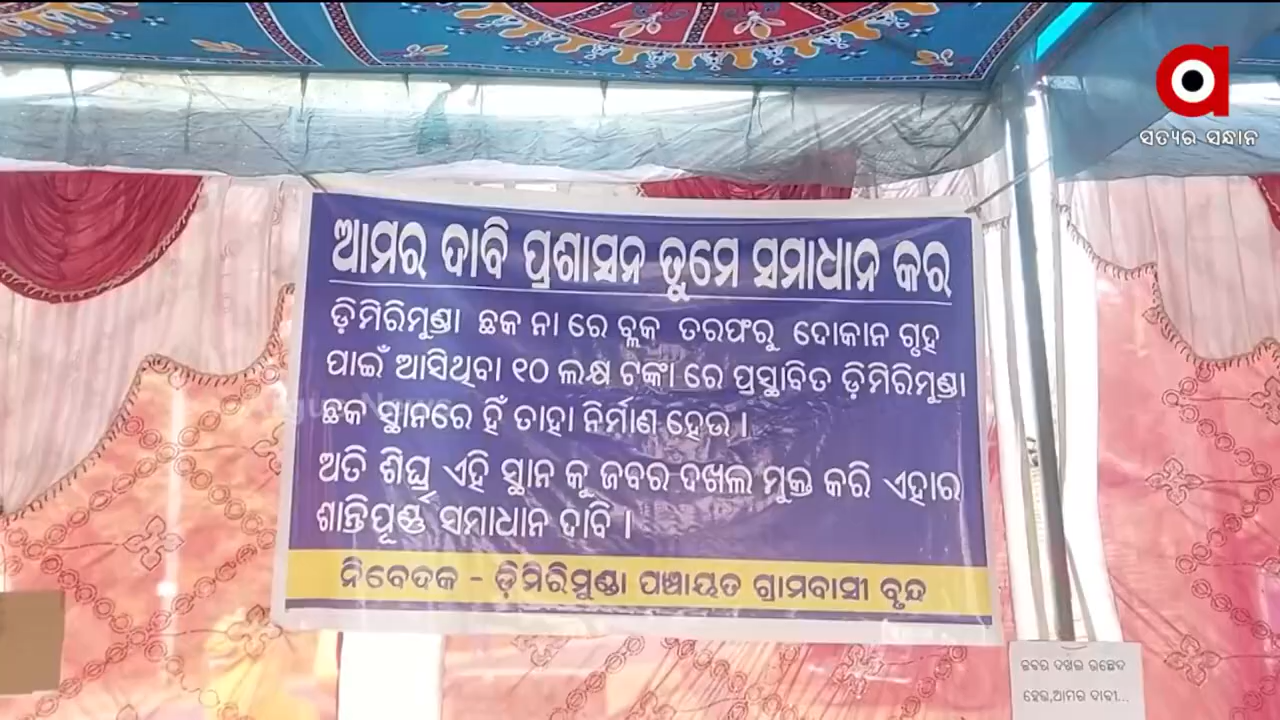 ସତ୍ୟର ସନ୍ଧାନ
ଆମର ଦାବି ପ୍ରଶାସନ ତୁମେ ସମାଧାନ କର
ଡ଼ିମିରିମୁଣ୍ଡା ଛକ ନା ରେ ବ୍ଲକ ତରଫରୁ ଦୋକାନ ଗୃହ
ପାଇଁ ଆସିଥିବା ୧୦ ଲକ୍ଷ ଟଙ୍କା ରେ ପ୍ରସ୍ଥାବିତ ଡ଼ିମିରିମୁଣ୍ଡା
ଛକ ସ୍ଥାନରେ ହିଁ ତାହା ନିର୍ମାଣ ହେଉ ।
ଅତି ଶିଘ୍ର ଏହି ସ୍ଥାନ କୁ ଜବର ଦଖଲ ମୁକ୍ତ କରି ଏହାର
ଶାନ୍ତିପୂର୍ଣ୍ଣ ସମାଧାନ ଦାବି ।
ନିବେଦକ - ଡ଼ିମିରିମୁଣ୍ଡା ପଞ୍ଚାୟତ ଗ୍ରାମବାସୀ ବୃନ୍ଦ
ଜବର ଦଖଲ ଉଛେଦ
ହେଉ,ଆମର ଦାବୀ...